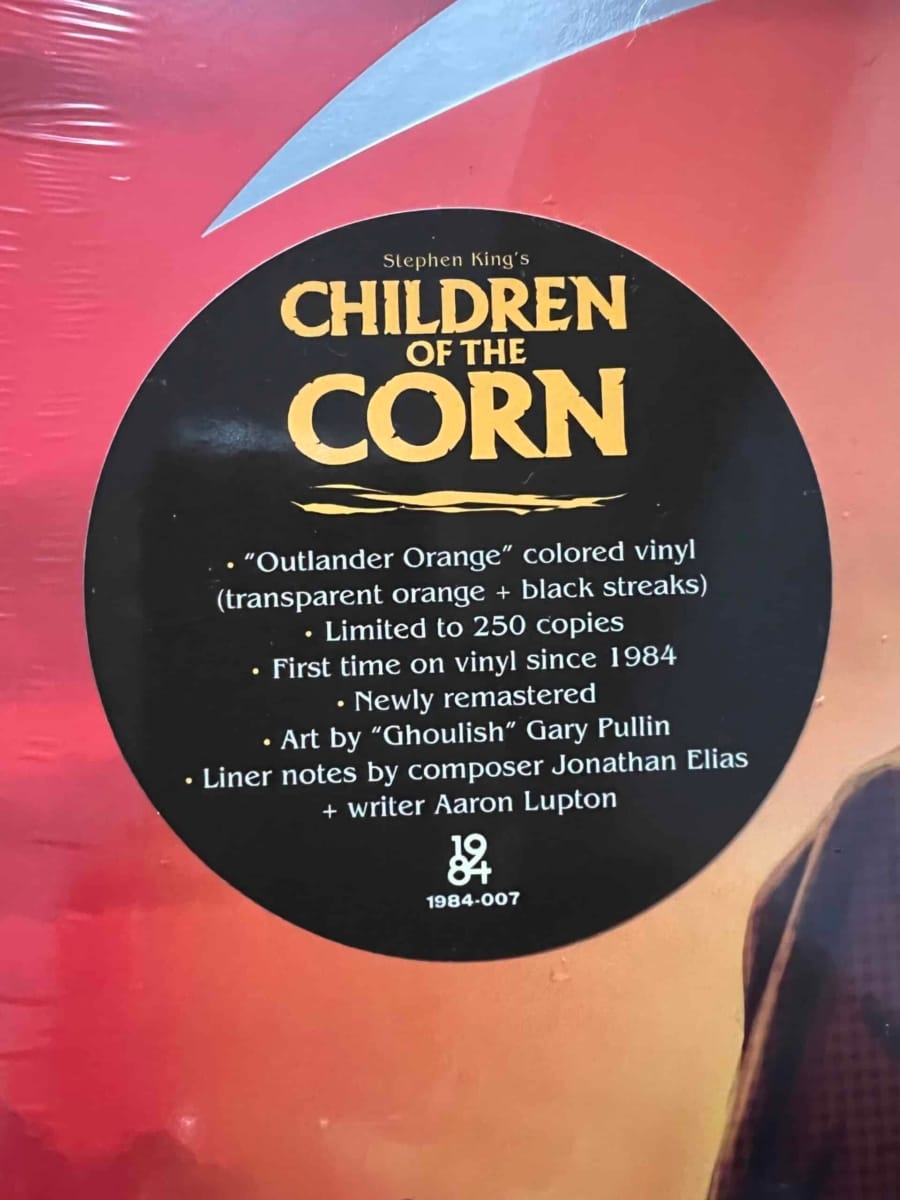 Stephen King's
CHILDREN
OF THE
CORN
• "Outlander Orange" colored vinyl
(transparent orange + black streaks)
• Limited to 250 copies
• First time on vinyl since 1984
• Newly remastered
• Art by "Ghoulish" Gary Pullin
• Liner notes by composer Jonathan Elias
+ writer Aaron Lupton
19
84
1984-007